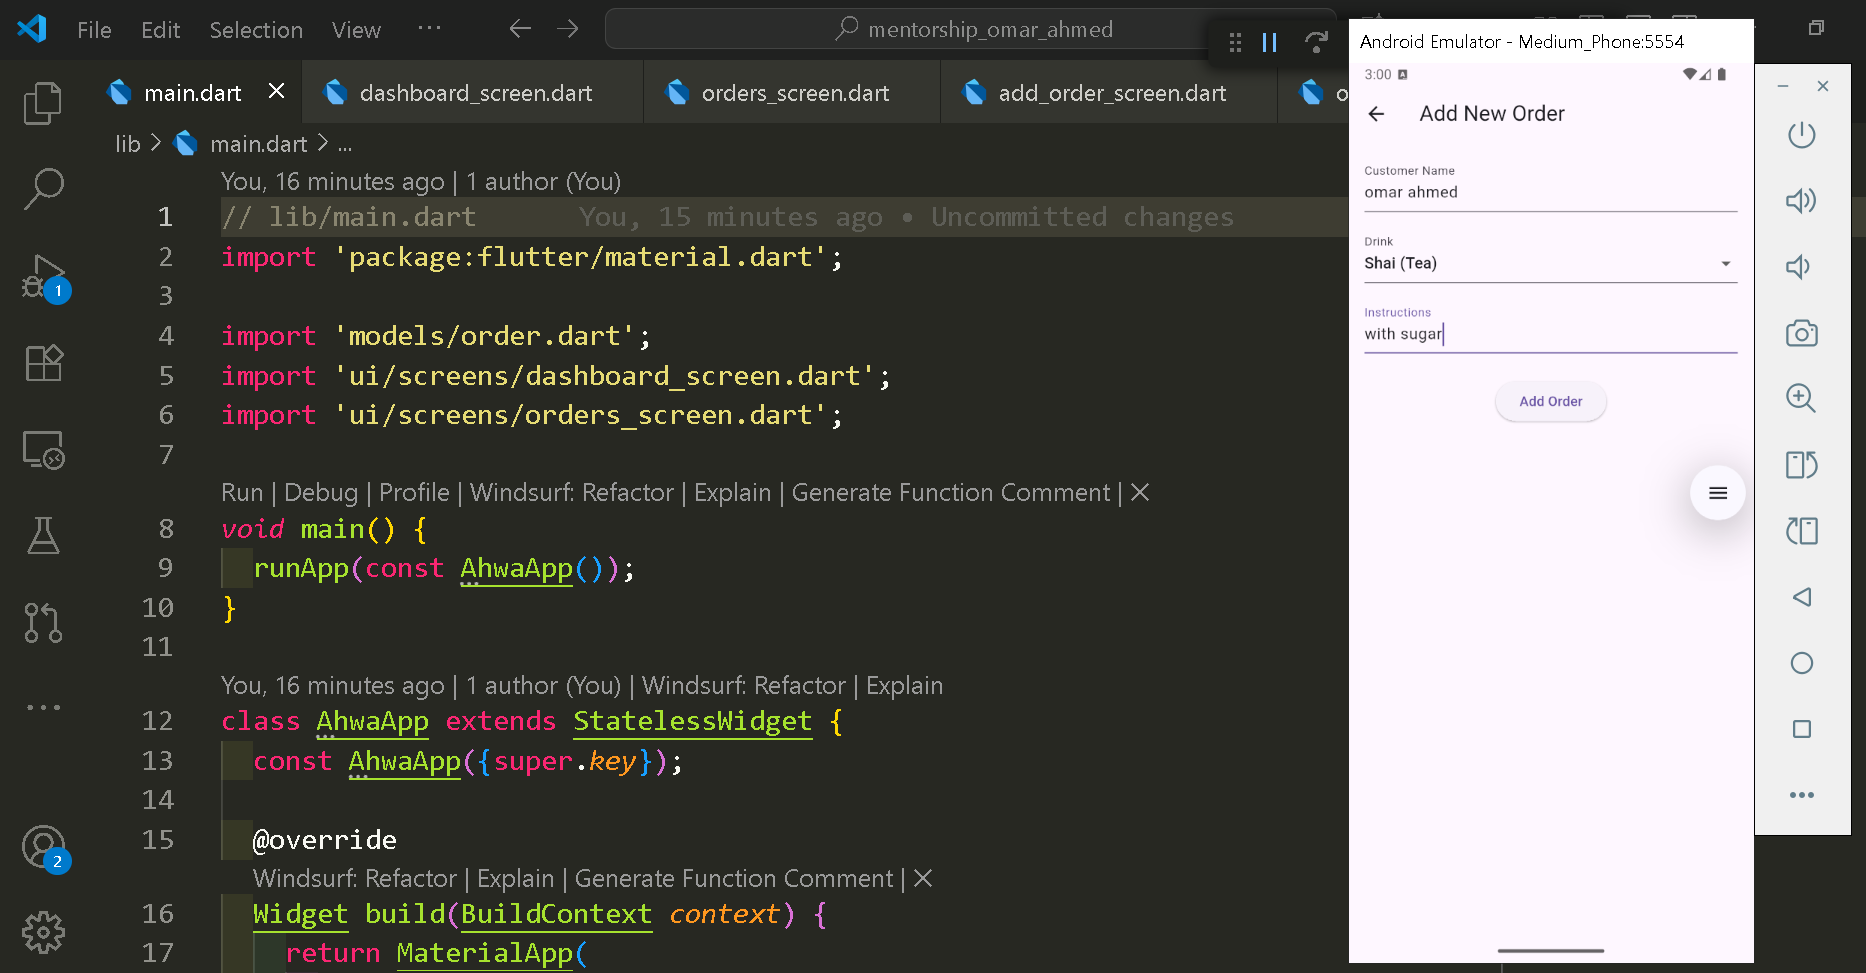 File Edit Selection View ...
mentorship_omar_ahmed
main.dart dashboard_screen.dart orders_screen.dart add_order_screen.dart o
lib > main.dart > ...
You, 16 minutes ago | 1 author (You)
1 // lib/main.dart You, 15 minutes ago • Uncommitted changes
2 import 'package:flutter/material.dart';
3
4 import 'models/order.dart';
5 import 'ui/screens/dashboard_screen.dart';
6 import 'ui/screens/orders_screen.dart';
7
Run | Debug | Profile | Windsurf: Refactor | Explain | Generate Function Comment | ✕
8 void main() {
9 runApp(const AhwaApp());
10 }
11
You, 16 minutes ago | 1 author (You) | Windsurf: Refactor | Explain
12 class AhwaApp extends StatelessWidget {
13 const AhwaApp({super.key});
14
15 @override
Windsurf: Refactor | Explain | Generate Function Comment | ✕
16 Widget build(BuildContext context) {
17 return MaterialApp(
1
2
Android Emulator - Medium_Phone:5554
3:00
Add New Order
Customer Name
omar ahmed
Drink
Shai (Tea)
Instructions
with sugar
Add Order